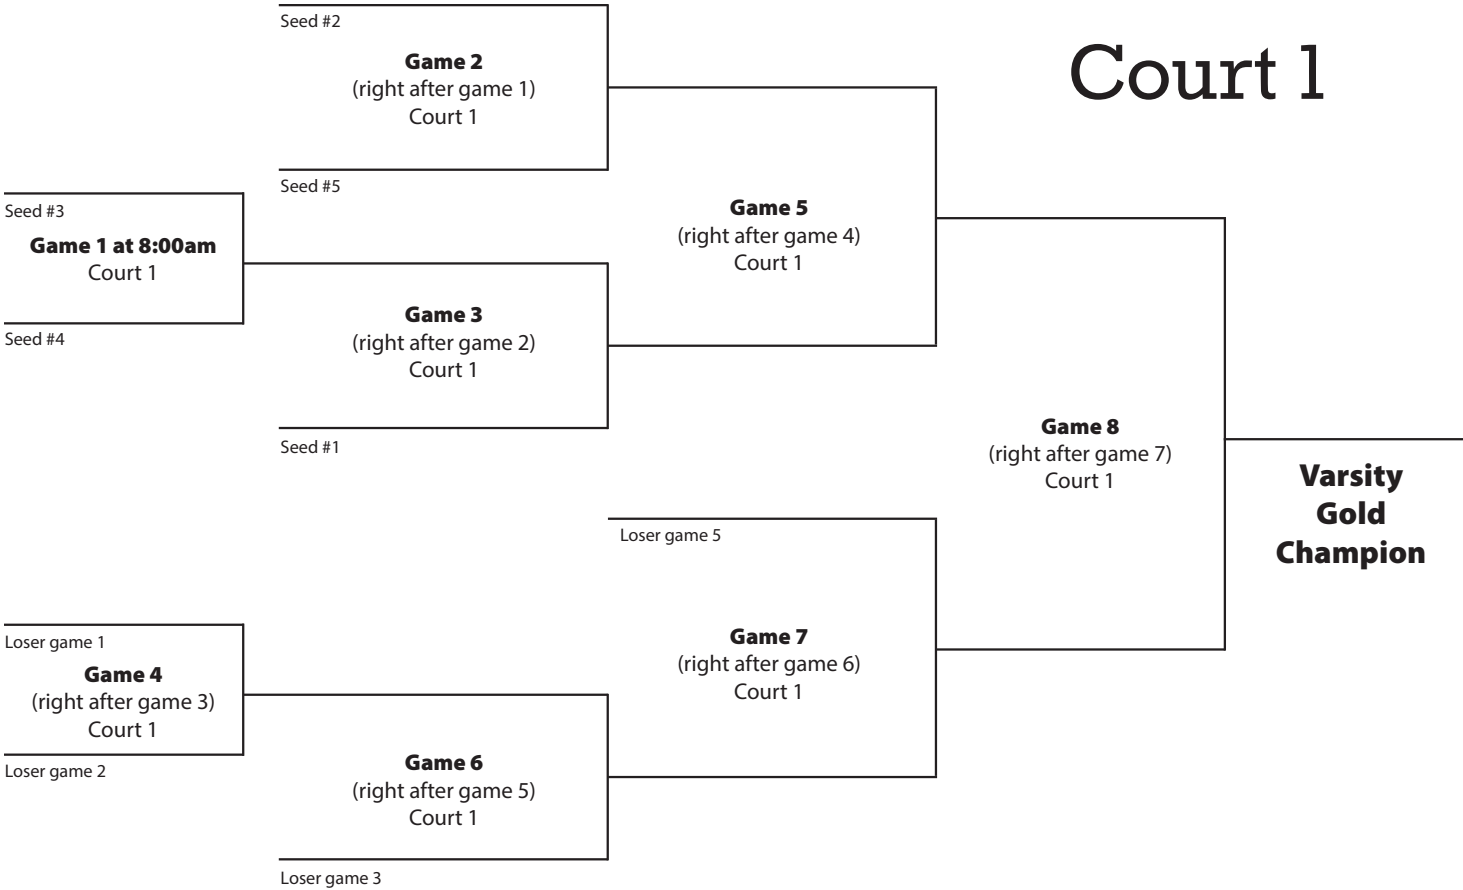 Court 1
Seed #2
Game 2
(right after game 1)
Court 1
Seed #5
Seed #3
Game 1 at 8:00am
Court 1
Seed #4
Game 3
(right after game 2)
Court 1
Seed #1
Game 5
(right after game 4)
Court 1
Game 8
(right after game 7)
Court 1
Varsity
Gold
Champion
Loser game 5
Game 7
(right after game 6)
Court 1
Loser game 1
Game 4
(right after game 3)
Court 1
Loser game 2
Game 6
(right after game 5)
Court 1
Loser game 3